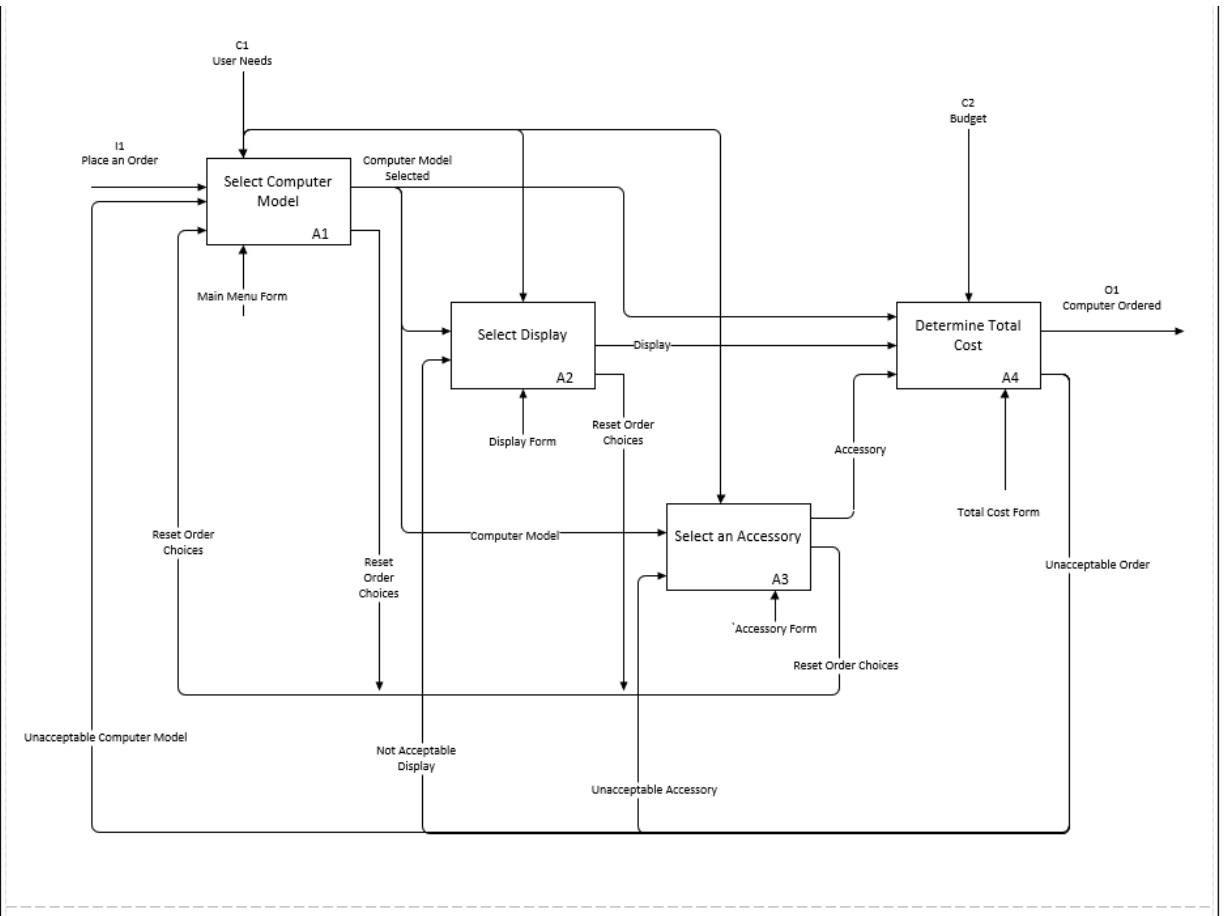 C1
User Needs
C2
Budget
I1
Place an Order
Computer Model
Selected
Select Computer
Model
A1
Main Menu Form
O1
Computer Ordered
Select Display
A2
Display
Determine Total
Cost
A4
Display Form
Reset Order
Choices
Accessory
Total Cost Form
Reset Order
Choices
Reset
Order
Choices
Computer Model
Select an Accessory
A3
Unacceptable Order
`Accessory Form
Reset Order Choices
Unacceptable Computer Model
Not Acceptable
Display
Unacceptable Accessory